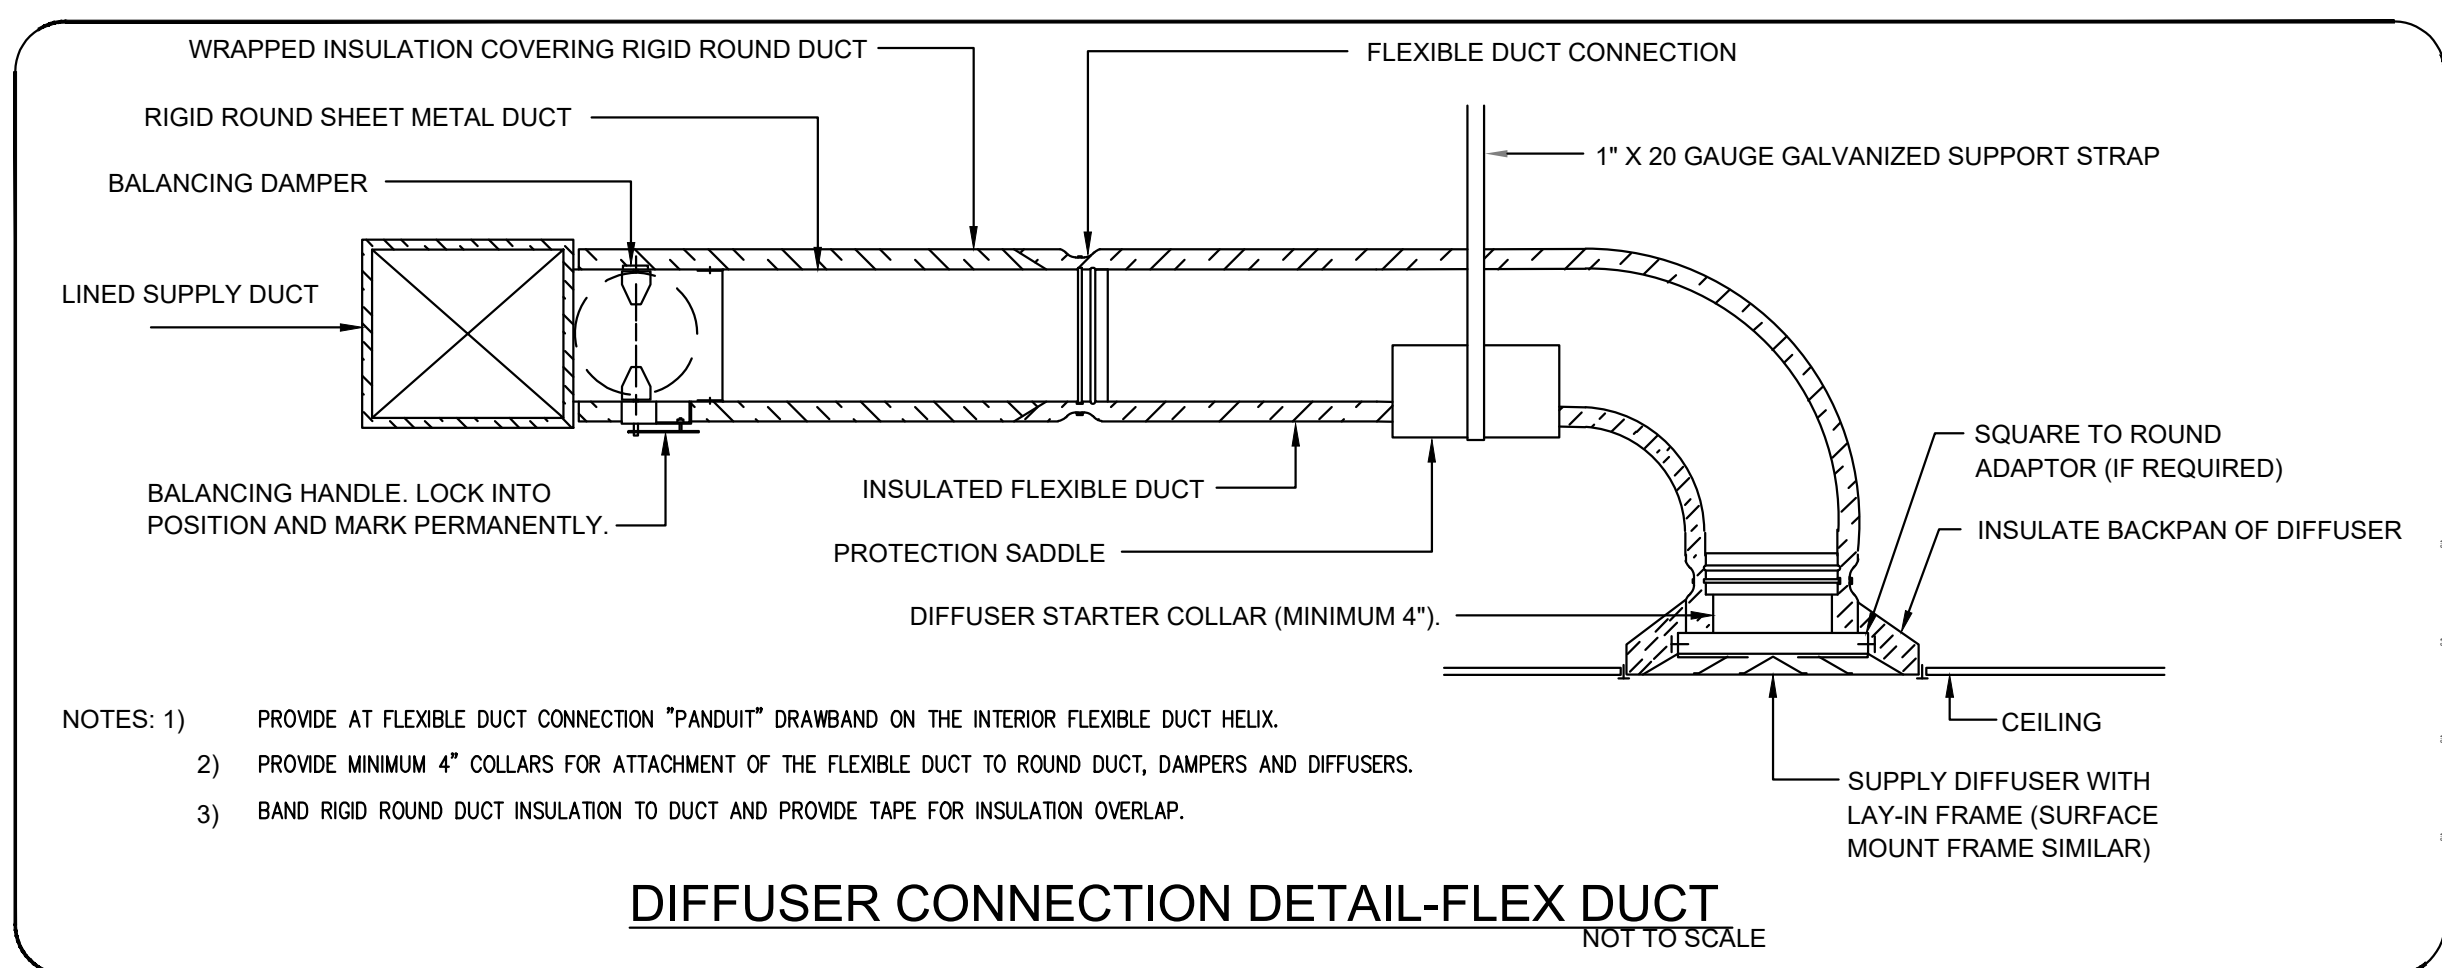 WRAPPED INSULATION COVERING RIGID ROUND DUCT
FLEXIBLE DUCT CONNECTION
RIGID ROUND SHEET METAL DUCT
1" X 20 GAUGE GALVANIZED SUPPORT STRAP
BALANCING DAMPER
LINED SUPPLY DUCT
SQUARE TO ROUND
ADAPTOR (IF REQUIRED)
BALANCING HANDLE. LOCK INTO
POSITION AND MARK PERMANENTLY.
INSULATED FLEXIBLE DUCT
INSULATE BACKPAN OF DIFFUSER
PROTECTION SADDLE
DIFFUSER STARTER COLLAR (MINIMUM 4").
CEILING
SUPPLY DIFFUSER WITH
LAY-IN FRAME (SURFACE
MOUNT FRAME SIMILAR)
NOTES: 1) PROVIDE AT FLEXIBLE DUCT CONNECTION "PANDUIT" DRAWBAND ON THE INTERIOR FLEXIBLE DUCT HELIX.
2) PROVIDE MINIMUM 4" COLLARS FOR ATTACHMENT OF THE FLEXIBLE DUCT TO ROUND DUCT, DAMPERS AND DIFFUSERS.
3) BAND RIGID ROUND DUCT INSULATION TO DUCT AND PROVIDE TAPE FOR INSULATION OVERLAP.
DIFFUSER CONNECTION DETAIL-FLEX DUCT
NOT TO SCALE